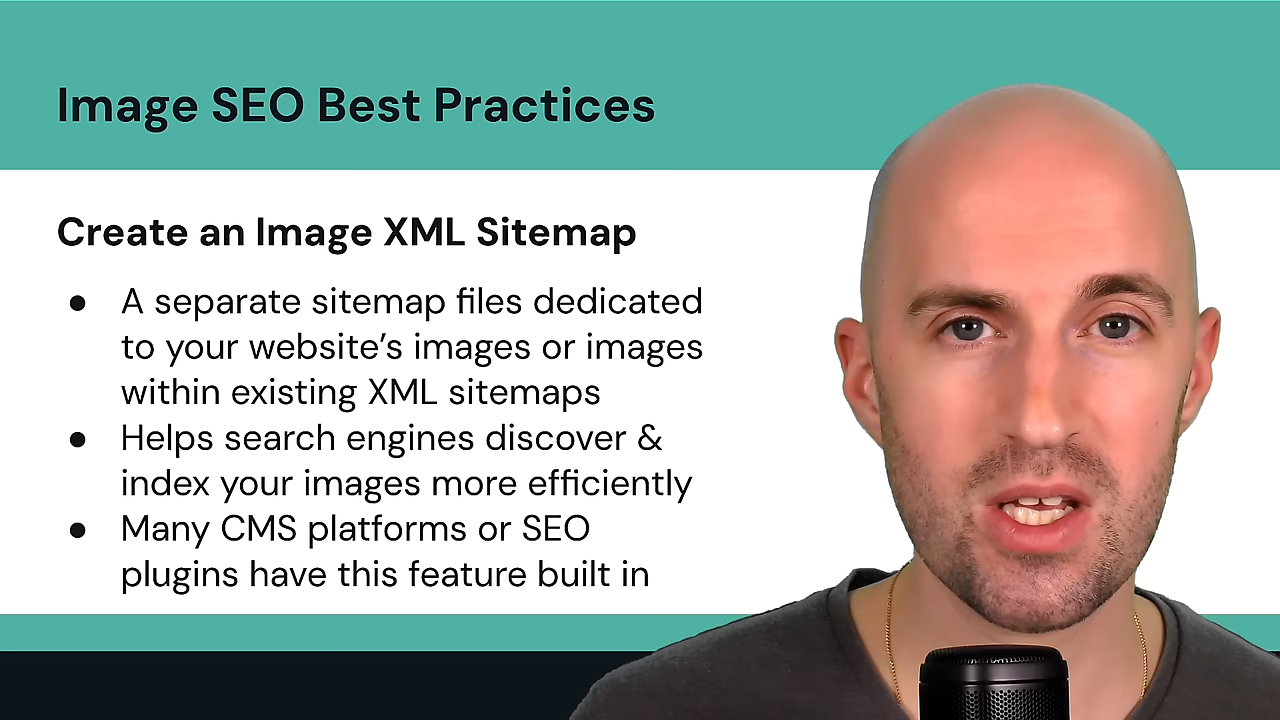 Image SEO Best Practices
Create an Image XML Sitemap
● A separate sitemap files dedicated
to your website’s images or images
within existing XML sitemaps
● Helps search engines discover &
index your images more efficiently
● Many CMS platforms or SEO
plugins have this feature built in